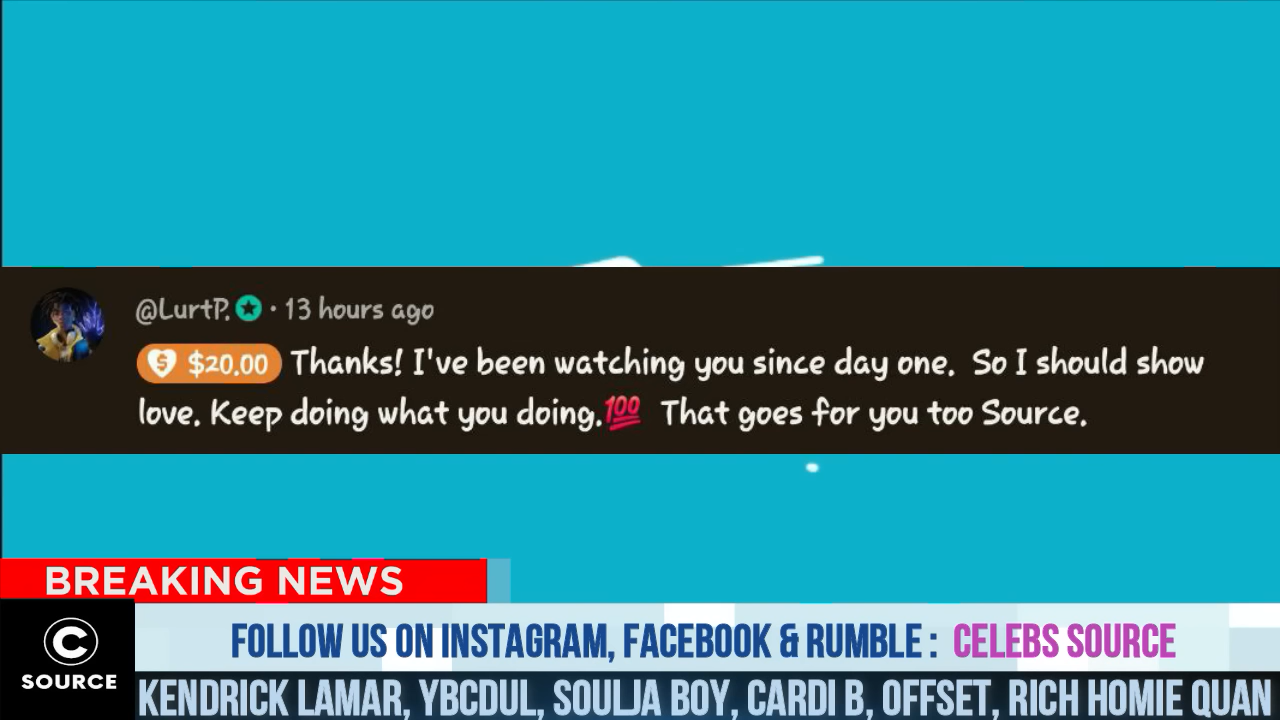 @LurtP. · 13 hours ago
$20.00 Thanks! I've been watching you since day one. So I should show
love. Keep doing what you doing.💯 That goes for you too Source.
BREAKING NEWS
C
SOURCE
FOLLOW US ON INSTAGRAM, FACEBOOK & RUMBLE : CELEBS SOURCE
KENDRICK LAMAR, YBCDUL, SOULJA BOY, CARDI B, OFFSET, RICH HOMIE QUAN